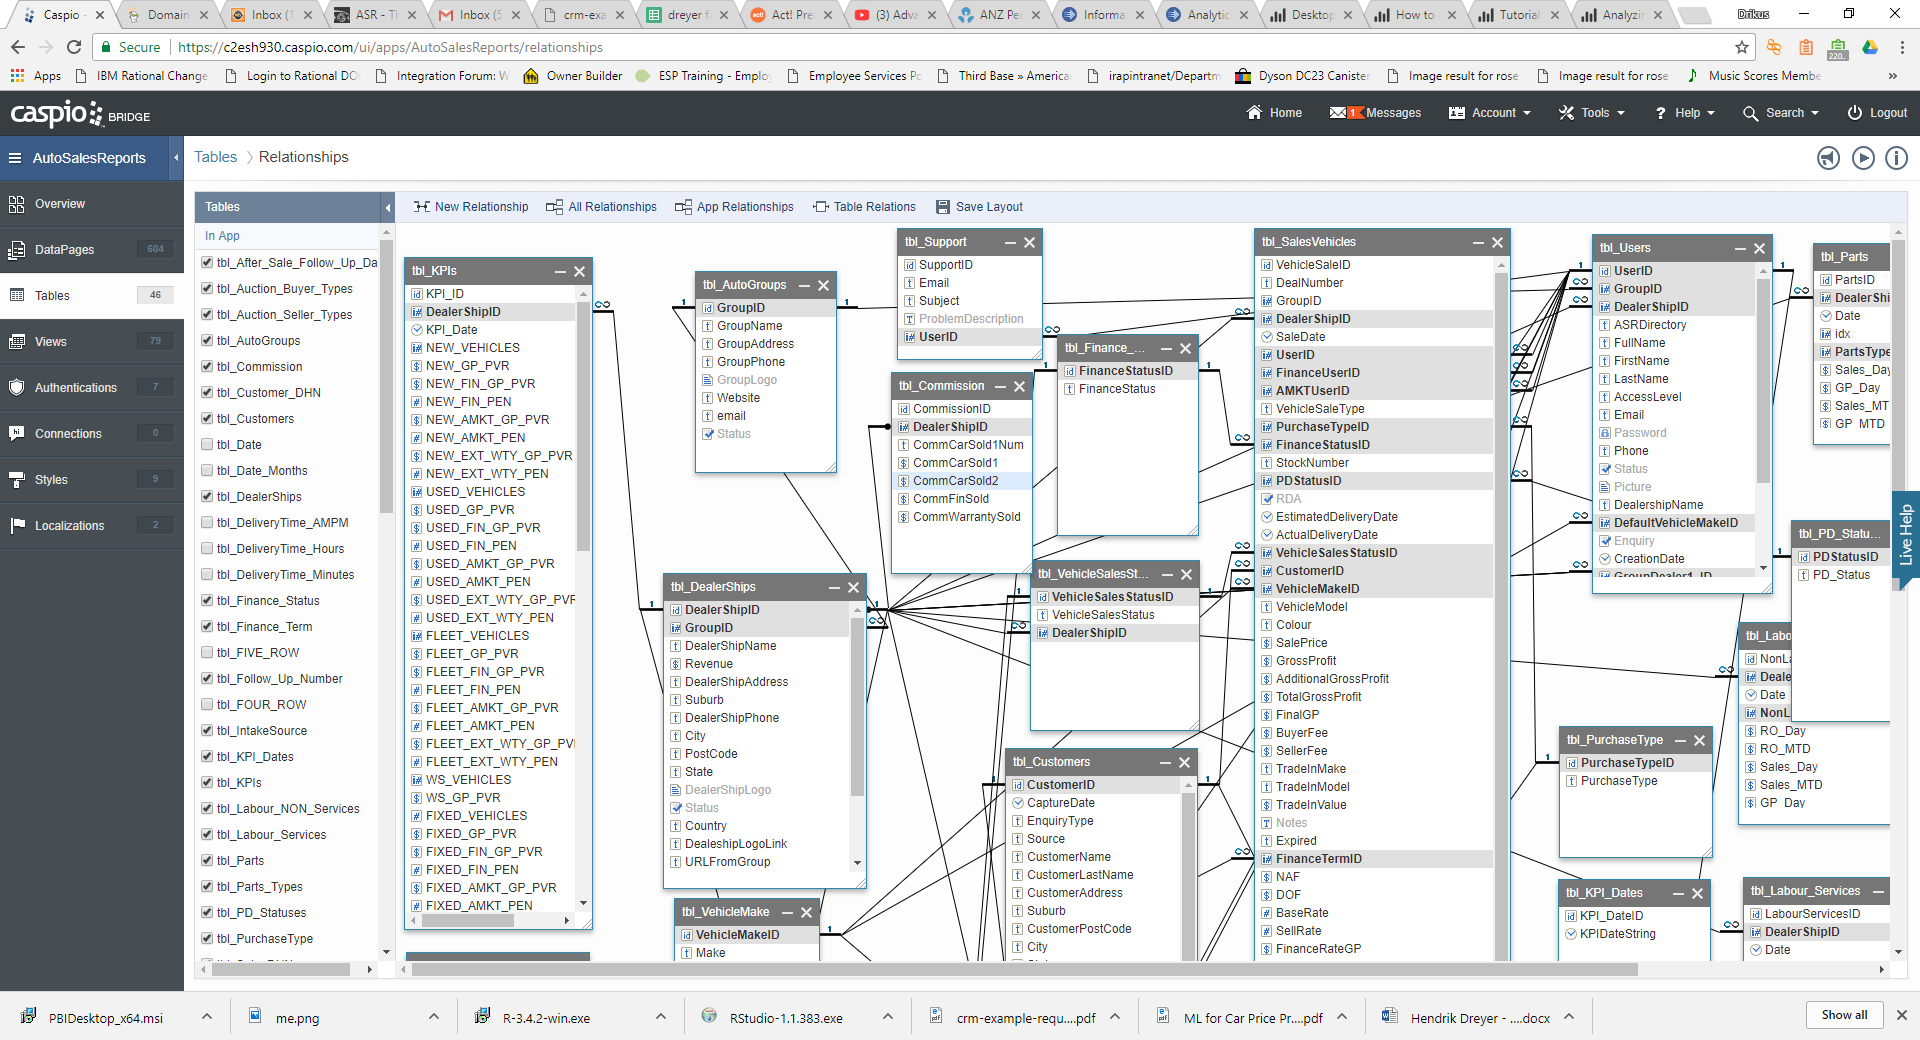 Caspio -
Domain
Inbox (1
ASR - Th
Inbox (5
crm-exa
dreyer f
Act! Pre
(3) Adva
ANZ Pe
Informa
Analytic
Desktop
How to
Tutorial
Analyzin
Drikus
Secure
https://c2esh930.caspio.com/ui/apps/AutoSalesReports/relationships
Apps
IBM Rational Change
Login to Rational DO
Integration Forum: W
Owner Builder
ESP Training - Employ
Employee Services Po
Third Base » America
irapintranet/Departm
Dyson DC23 Canister
Image result for rose
Image result for rose
Music Scores Membe
caspio BRIDGE
Home
1 Messages
Account
Tools
? Help
Search
Logout
AutoSalesReports
Overview
DataPages 604
Tables 46
Views 79
Authentications 7
Connections 0
Styles 9
Localizations 2
Tables
Relationships
Tables
New Relationship
All Relationships
App Relationships
Table Relations
Save Layout
In App
tbl_After_Sale_Follow_Up_Da
tbl_Auction_Buyer_Types
tbl_Auction_Seller_Types
tbl_AutoGroups
tbl_Commission
tbl_Customer_DHN
tbl_Customers
tbl_Date
tbl_Date_Months
tbl_DealerShips
tbl_DeliveryTime_AMPM
tbl_DeliveryTime_Hours
tbl_DeliveryTime_Minutes
tbl_Finance_Status
tbl_Finance_Term
tbl_FIVE_ROW
tbl_Follow_Up_Number
tbl_FOUR_ROW
tbl_IntakeSource
tbl_KPI_Dates
tbl_KPIs
tbl_Labour_NON_Services
tbl_Labour_Services
tbl_Parts
tbl_Parts_Types
tbl_PD_Statuses
tbl_PurchaseType
tbl_KPIs
KPI_ID
DealerShipID
KPI_Date
NEW_VEHICLES
NEW_GP_PVR
NEW_FIN_GP_PVR
NEW_FIN_PEN
NEW_AMKT_GP_PVR
NEW_AMKT_PEN
NEW_EXT_WTY_GP_PVR
NEW_EXT_WTY_PEN
USED_VEHICLES
USED_GP_PVR
USED_FIN_GP_PVR
USED_FIN_PEN
USED_AMKT_GP_PVR
USED_AMKT_PEN
USED_EXT_WTY_GP_PVR
USED_EXT_WTY_PEN
FLEET_VEHICLES
FLEET_GP_PVR
FLEET_FIN_GP_PVR
FLEET_FIN_PEN
FLEET_AMKT_GP_PVR
FLEET_AMKT_PEN
FLEET_EXT_WTY_GP_PVI
FLEET_EXT_WTY_PEN
WS_VEHICLES
WS_GP_PVR
FIXED_VEHICLES
FIXED_GP_PVR
FIXED_FIN_GP_PVR
FIXED_FIN_PEN
FIXED_AMKT_GP_PVR
FIXED_AMKT_PEN
tbl_AutoGroups
GroupID
GroupName
GroupAddress
GroupPhone
GroupLogo
Website
email
Status
tbl_DealerShips
DealerShipID
GroupID
DealerShipName
Revenue
DealerShipAddress
Suburb
DealerShipPhone
City
PostCode
State
DealerShipLogo
Status
Country
DealeshipLogoLink
URLFromGroup
tbl_VehicleMake
VehicleMakeID
Make
tbl_Support
SupportID
Email
Subject
ProblemDescription
UserID
tbl_Commission
CommissionID
DealerShipID
CommCarSold1Num
CommCarSold1
CommCarSold2
CommFinSold
CommWarrantySold
tbl_Finance_...
FinanceStatusID
FinanceStatus
tbl_VehicleSalesSt...
VehicleSalesStatusID
VehicleSalesStatus
DealerShipID
tbl_Customers
CustomerID
CaptureDate
EnquiryType
Source
CustomerName
CustomerLastName
CustomerAddress
Suburb
CustomerPostCode
City
tbl_SalesVehicles
VehicleSaleID
DealNumber
GroupID
DealerShipID
SaleDate
UserID
FinanceUserID
AMKTUserID
VehicleSaleType
PurchaseTypeID
FinanceStatusID
StockNumber
PDStatusID
RDA
EstimatedDeliveryDate
ActualDeliveryDate
VehicleSalesStatusID
CustomerID
VehicleMakeID
VehicleModel
Colour
SalePrice
GrossProfit
AdditionalGrossProfit
TotalGrossProfit
FinalGP
BuyerFee
SellerFee
TradeInMake
TradeInModel
TradeInValue
Notes
Expired
FinanceTermID
NAF
DOF
BaseRate
SellRate
FinanceRateGP
tbl_Users
UserID
GroupID
DealerShipID
ASRDirectory
FullName
FirstName
LastName
AccessLevel
Email
Password
Phone
Status
Picture
DealershipName
DefaultVehicleMakeID
Enquiry
CreationDate
GroupDealer1_ID
tbl_Parts
PartsID
DealerShi
Date
idx
PartsType
Sales_Day
GP_Day
Sales_MT
GP_MTD
tbl_PD_Statu...
PDStatusID
PD_Status
tbl_Labo
NonLa
Deale
Date
NonL
RO_Day
RO_MTD
Sales_Day
Sales_MTD
GP_Day
tbl_PurchaseType
PurchaseTypeID
PurchaseType
tbl_KPI_Dates
KPI_DateID
KPIDateString
tbl_Labour_Services
LabourServicesID
DealerShipID
Date
Live Help
PBIDesktop_x64.msi
me.png
R-3.4.2-win.exe
RStudio-1.1.383.exe
crm-example-requ....pdf
ML for Car Price Pr....pdf
Hendrik Dreyer - ....docx
Show all